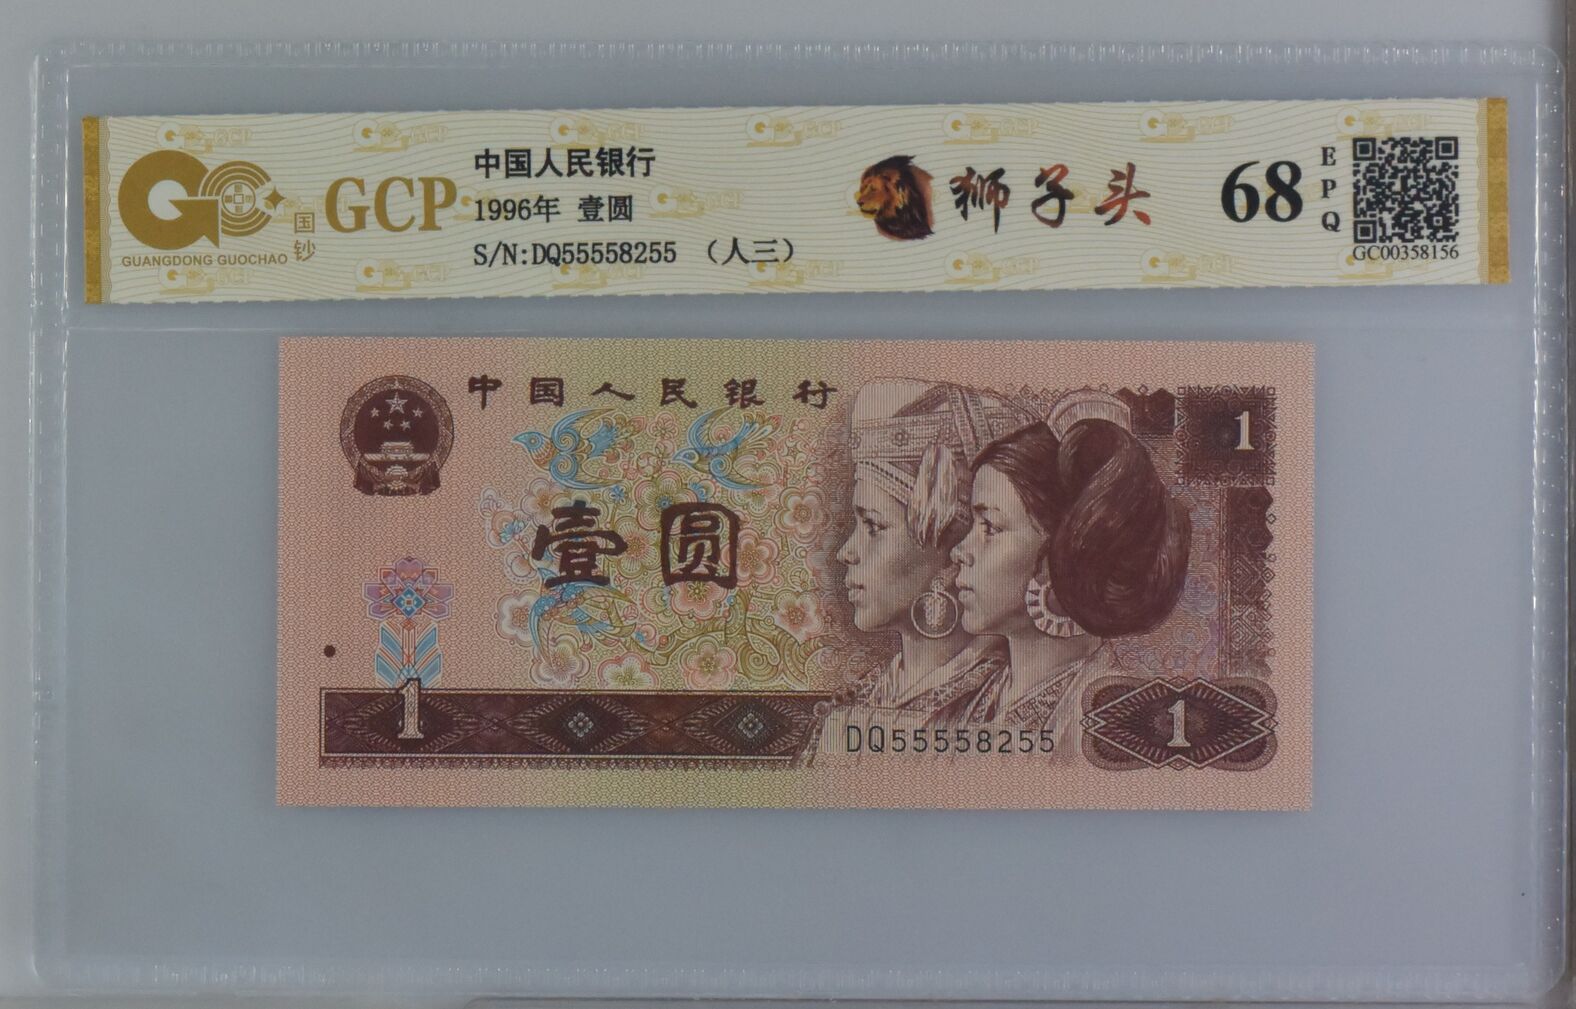 GUANGDONG GUOCHAO
国钞
GCP
中国人民银行
1996年 壹圆
S/N:DQ55558255 （人三）
狮子头
68
EPQ
GC00358156
中国人民银行
1
壹圆
1
DQ55558255
1